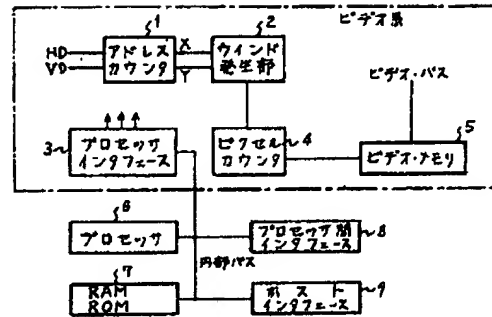 ビデオ系
1
2
HD
VD
アドレス
カウンタ
X
Y
ウインド
発生部
ビデオ・バス
3
プロセッサ
インタフェース
ピクセル
カウンタ
4
5
ビデオ・メモリ
6
プロセッサ
プロセッサ間
インタフェース
8
内部バス
7
RAM
ROM
ホスト
インタフェース
9